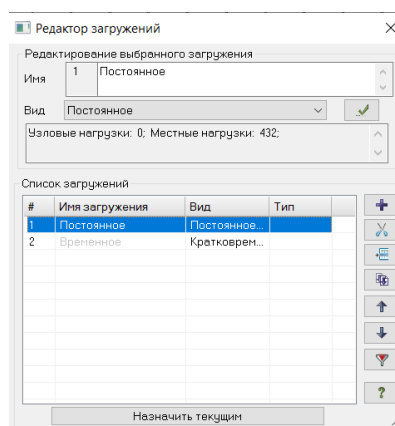 Редактор загружений
Редактирование выбранного загружения
Имя 1 Постоянное
Вид Постоянное
Узловые нагрузки: 0; Местные нагрузки: 432;
Список загружений
# Имя загружения Вид Тип
1 Постоянное Постоянное...
2 Временное Кратковрем...
Назначить текущим